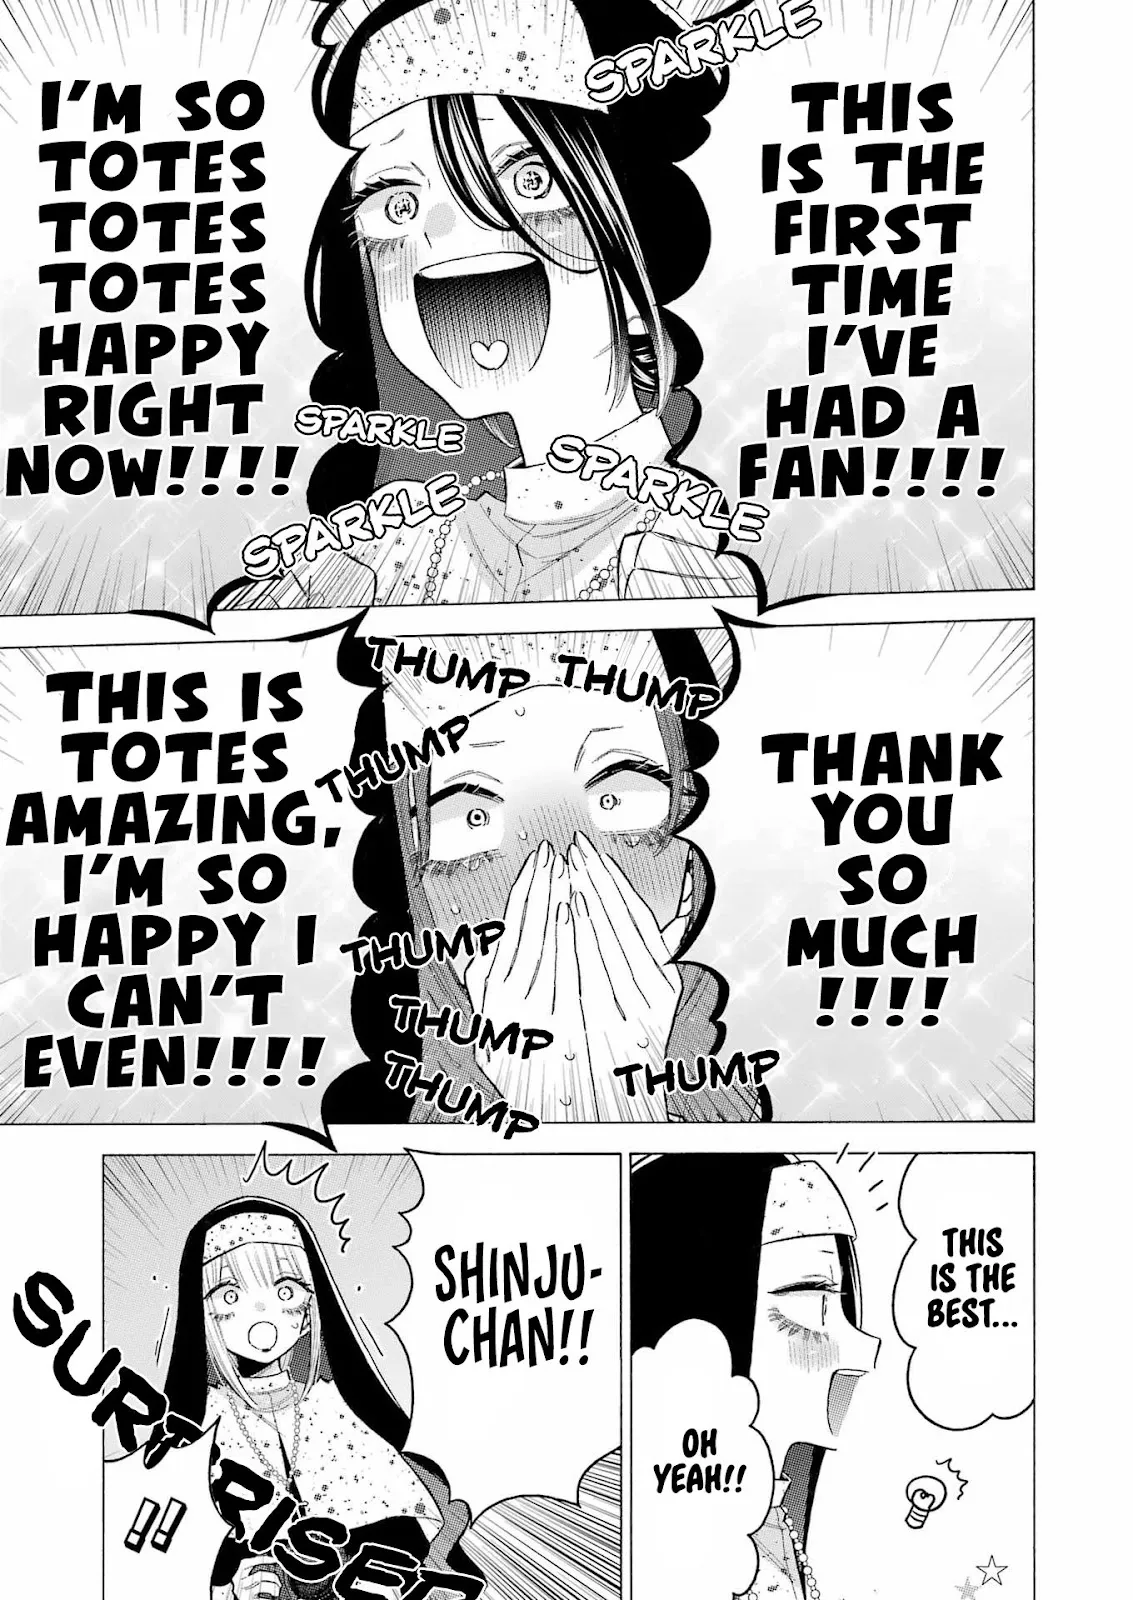 THIS
IS THE
FIRST
TIME
I'VE
HAD A
FAN!!!!
SPARKLE
I'M SO
TOTES
TOTES
TOTES
HAPPY
RIGHT
NOW!!!!
SPARKLE
SPARKLE
SPARKLE
THANK
YOU
SO
MUCH
!!!!
THUMP
THUMP
THUMP
THUMP
THUMP
THUMP
THUMP
THIS IS
TOTES
AMAZING,
I'M SO
HAPPY I
CAN'T
EVEN!!!!
THIS
IS THE
BEST...
OH
YEAH!!
SHINJU-
CHAN!!
SURPRISED
!!